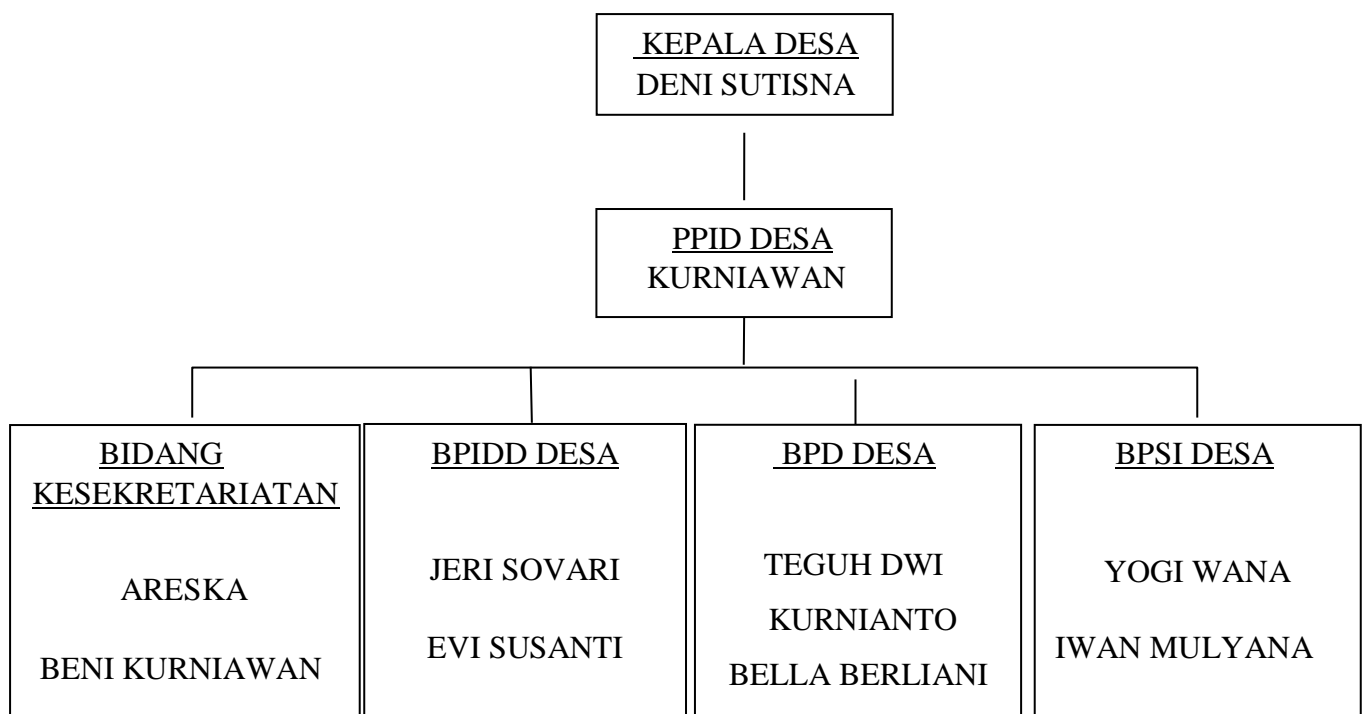 KEPALA DESA
DENI SUTISNA
PPID DESA
KURNIAWAN
BIDANG
KESEKRETARIATAN
ARESKA
BENI KURNIAWAN
BPIDD DESA
JERI SOVARI
EVI SUSANTI
BPD DESA
TEGUH DWI
KURNIANTO
BELLA BERLIANI
BPSI DESA
YOGI WANA
IWAN MULYANA